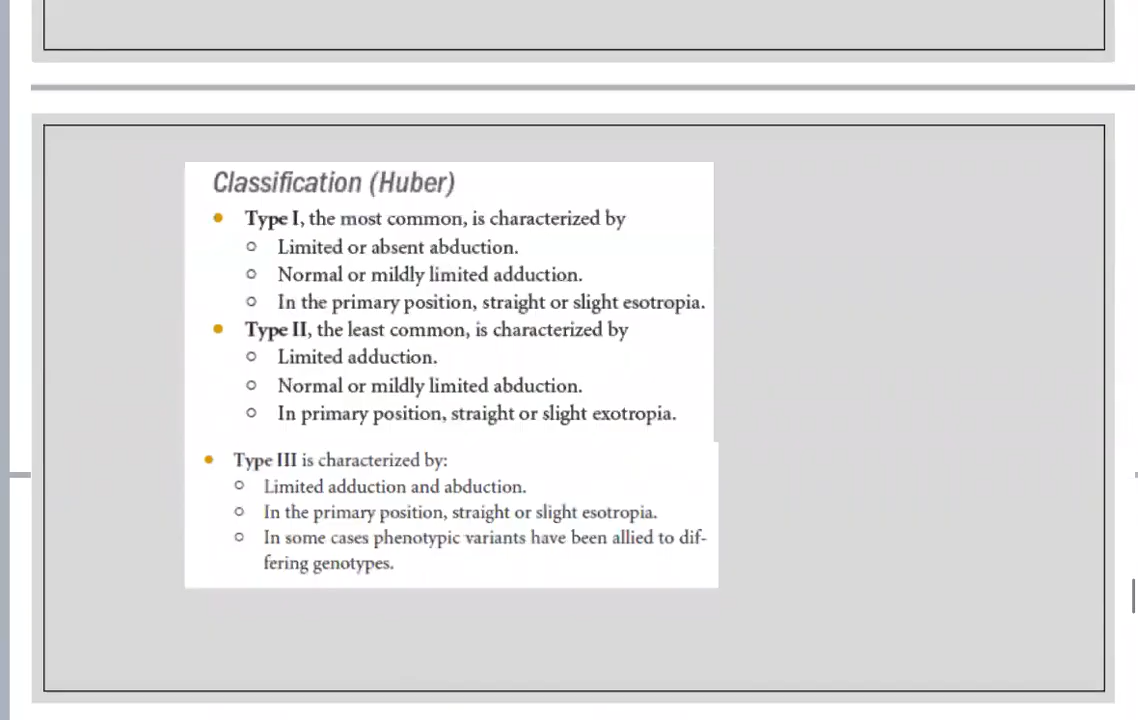 Classification (Huber)
• Type I, the most common, is characterized by
○ Limited or absent abduction.
○ Normal or mildly limited adduction.
○ In the primary position, straight or slight esotropia.
• Type II, the least common, is characterized by
○ Limited adduction.
○ Normal or mildly limited abduction.
○ In primary position, straight or slight exotropia.
• Type III is characterized by:
○ Limited adduction and abduction.
○ In the primary position, straight or slight esotropia.
○ In some cases phenotypic variants have been allied to dif-
fering genotypes.